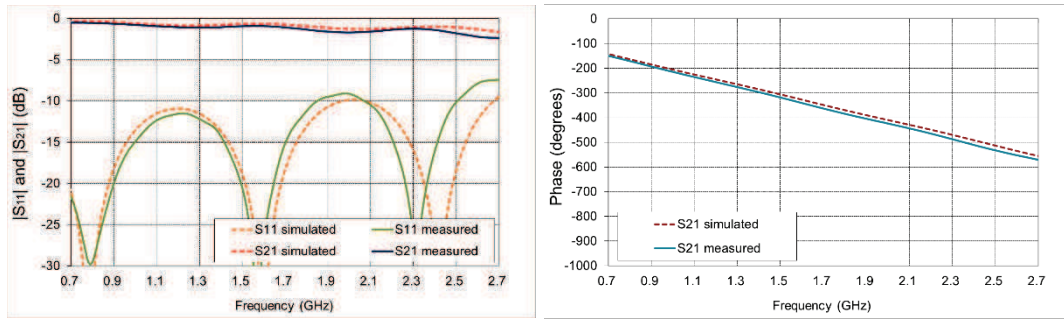 |S11| and |S21| (dB)
0
-5
-10
-15
-20
-25
-30
S11 simulated
S11 measured
S21 simulated
S21 measured
0.7 0.9 1.1 1.3 1.5 1.7 1.9 2.1 2.3 2.5 2.7
Frequency (GHz)
Phase (degrees)
0
-100
-200
-300
-400
-500
-600
-700
-800
-900
-1000
S21 simulated
S21 measured
0.7 0.9 1.1 1.3 1.5 1.7 1.9 2.1 2.3 2.5 2.7
Frequency (GHz)